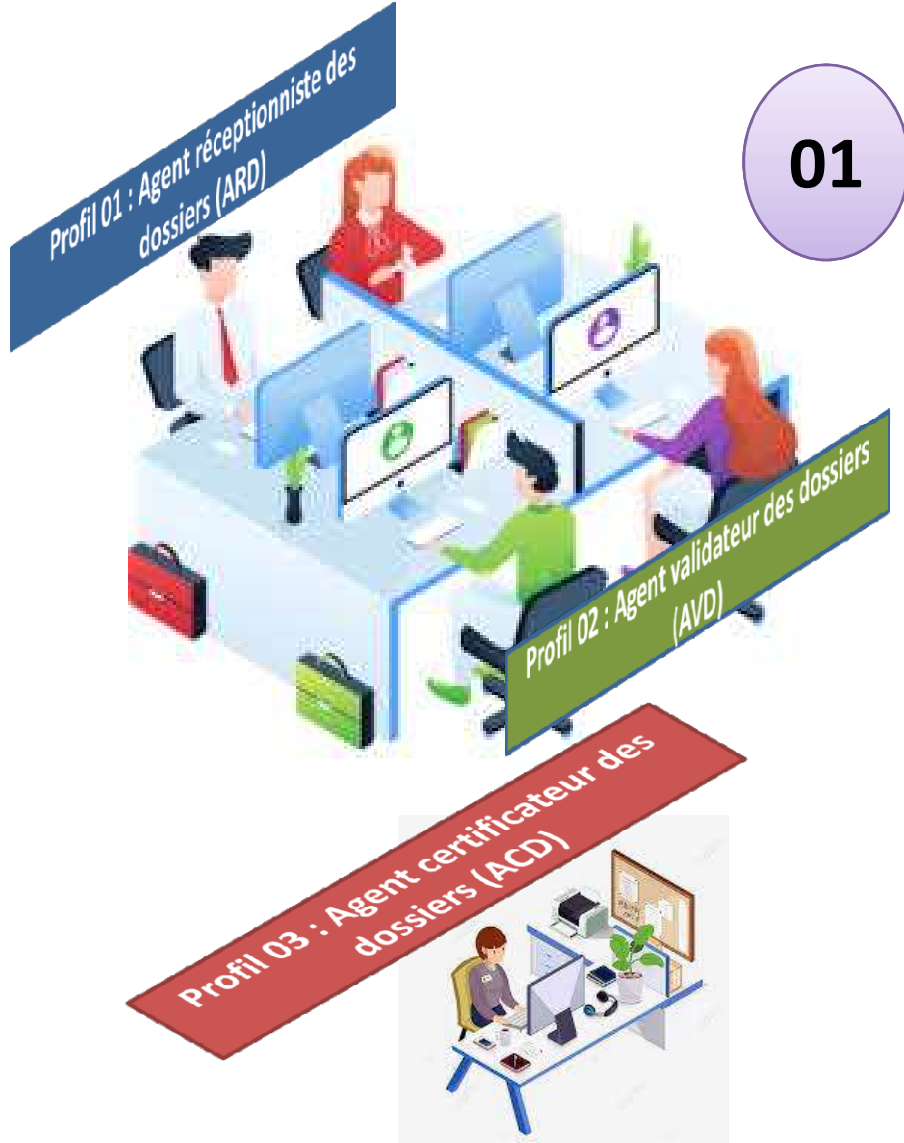 Profil 01 : Agent réceptionniste des
dossiers (ARD)
01
Profil 02 : Agent validateur des dossiers
(AVD)
Profil 03 : Agent certificateur des
dossiers (ACD)